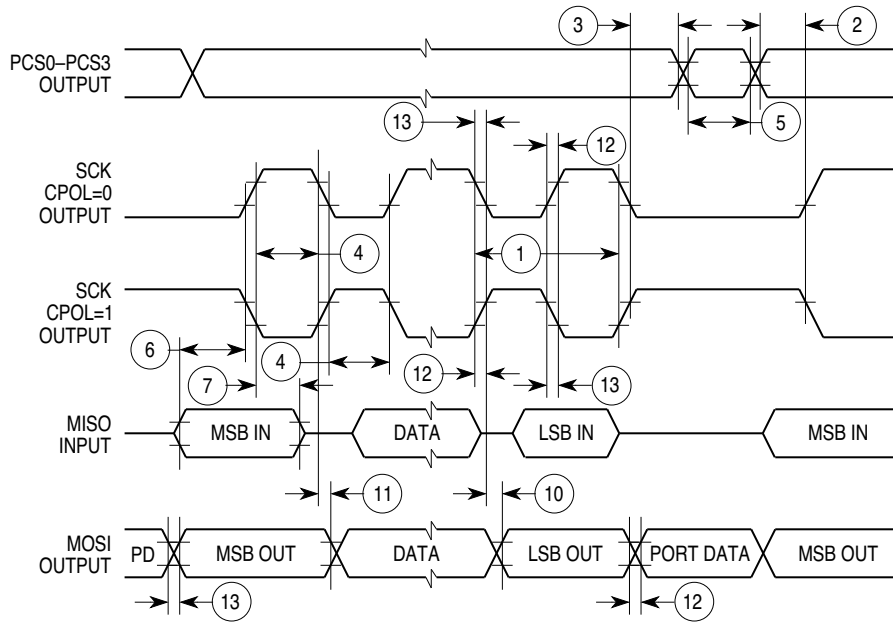 3
2
PCS0–PCS3
OUTPUT
5
13
12
SCK
CPOL=0
OUTPUT
4
1
SCK
CPOL=1
OUTPUT
6
4
7
12
13
MISO
INPUT
MSB IN
DATA
LSB IN
MSB IN
11
10
MOSI
OUTPUT
PD
MSB OUT
DATA
LSB OUT
PORT DATA
MSB OUT
13
12